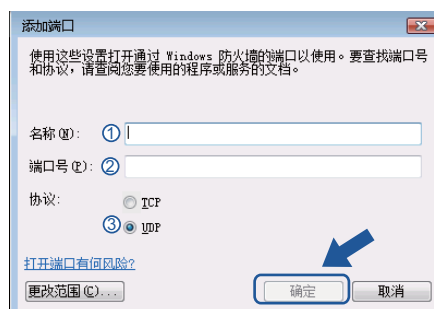 添加端口
使用这些设置打开通过 Windows 防火墙的端口以使用。要查找端口号
和协议，请查阅您要使用的程序或服务的文档。
名称(N): ①
端口号(P): ②
协议: TCP
③ UDP
打开端口有何风险?
更改范围(C)... 确定 取消